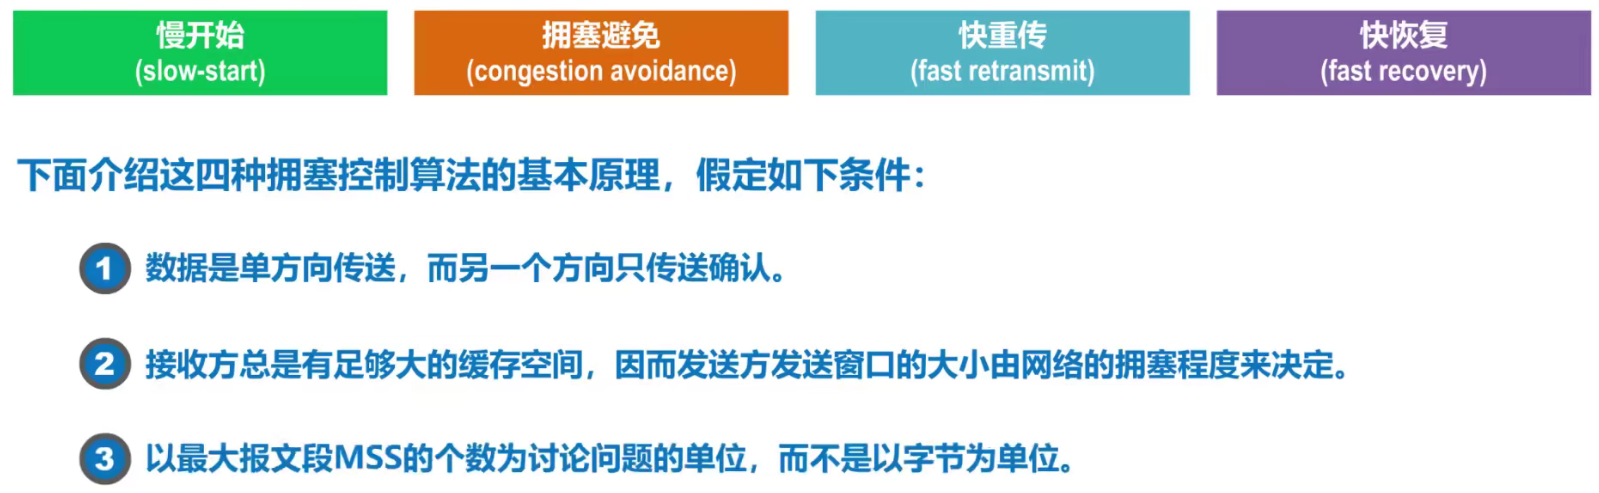 慢开始
(slow-start)
拥塞避免
(congestion avoidance)
快重传
(fast retransmit)
快恢复
(fast recovery)
下面介绍这四种拥塞控制算法的基本原理，假定如下条件：
1 数据是单方向传送，而另一个方向只传送确认。
2 接收方总是有足够大的缓存空间，因而发送方发送窗口的大小由网络的拥塞程度来决定。
3 以最大报文段MSS的个数为讨论问题的单位，而不是以字节为单位。